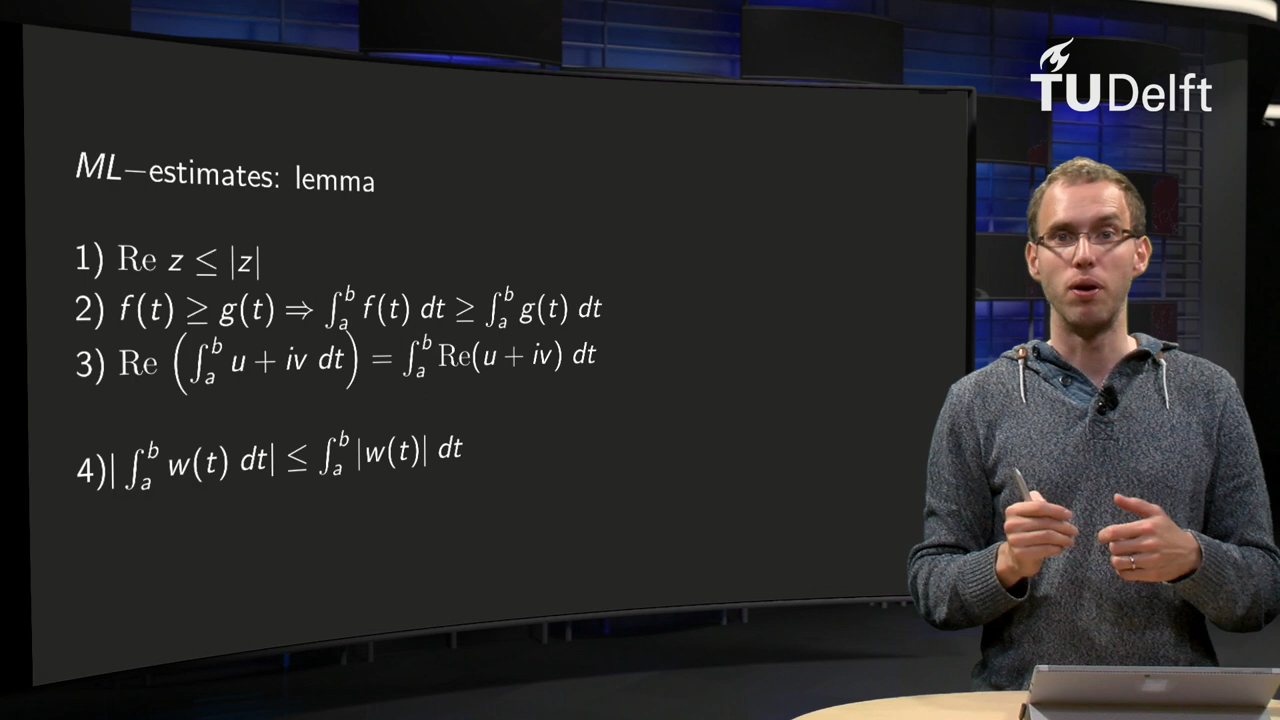 TUDelft
ML−estimates: lemma
1) Re z ≤ |z|
2) f(t) ≥ g(t) ⇒ ∫_a^b f(t) dt ≥ ∫_a^b g(t) dt
3) Re (∫_a^b u + iv dt) = ∫_a^b Re(u + iv) dt
4)| ∫_a^b w(t) dt| ≤ ∫_a^b |w(t)| dt